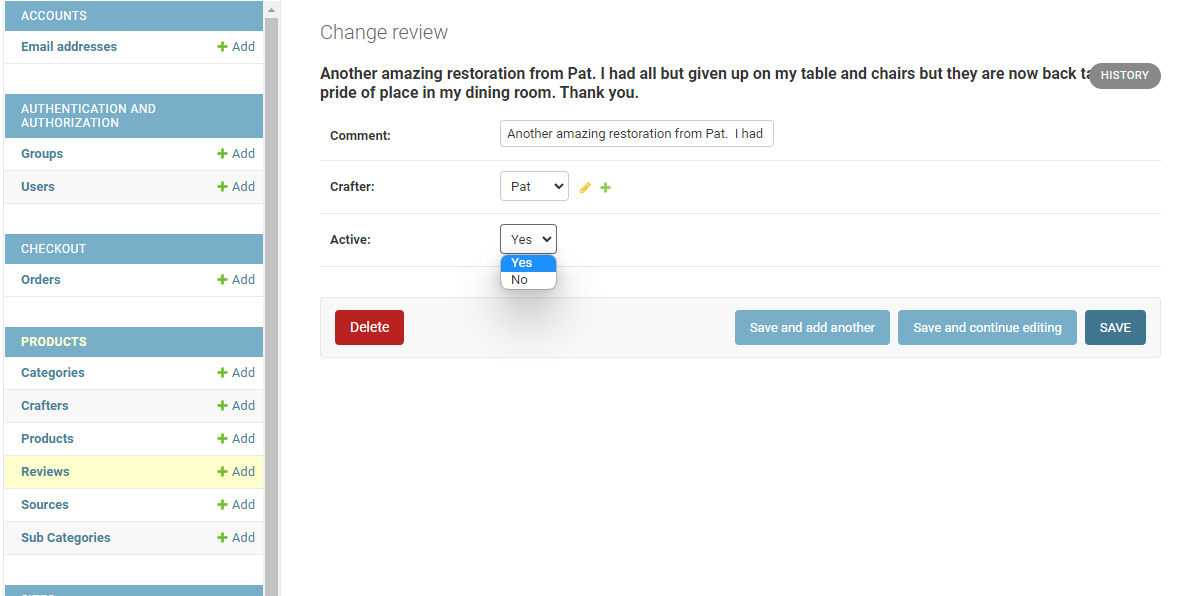 ACCOUNTS
Email addresses + Add
AUTHENTICATION AND
AUTHORIZATION
Groups + Add
Users + Add
CHECKOUT
Orders + Add
PRODUCTS
Categories + Add
Crafters + Add
Products + Add
Reviews + Add
Sources + Add
Sub Categories + Add
Change review
Another amazing restoration from Pat. I had all but given up on my table and chairs but they are now back
pride of place in my dining room. Thank you.
HISTORY
Comment: Another amazing restoration from Pat. I had
Crafter: Pat
Active: Yes
Yes
No
Delete
Save and add another
Save and continue editing
SAVE